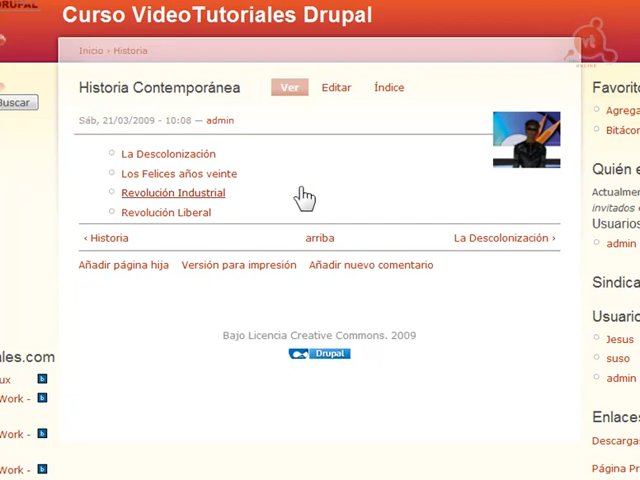 DRUPAL
Curso VideoTutoriales Drupal
Inicio › Historia
Buscar
Historia Contemporánea
Ver
Editar
Índice
Sáb, 21/03/2009 - 10:08 — admin
La Descolonización
Los Felices años veinte
Revolución Industrial
Revolución Liberal
‹ Historia
arriba
La Descolonización ›
Añadir página hija
Versión para impresión
Añadir nuevo comentario
Bajo Licencia Creative Commons. 2009
Drupal
ales.com
ux
Work -
Work -
Work -
Favorito
Agrega
Bitácor
Quién e
Actualmen
invitados
Usuarios
admin
Sindica
Usuario
Jesus
suso
admin
Enlaces
Descargas
Página Pr